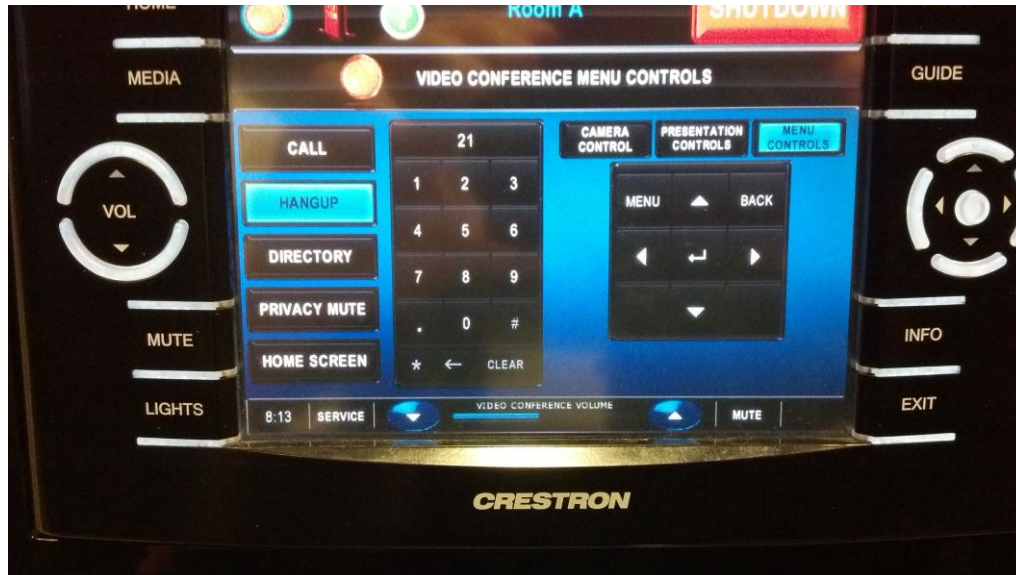 HOME
Room A
SHUTDOWN
MEDIA
VIDEO CONFERENCE MENU CONTROLS
GUIDE
CALL
21
CAMERA
CONTROL
PRESENTATION
CONTROLS
MENU
CONTROLS
1 2 3
MENU
BACK
HANGUP
VOL
4 5 6
DIRECTORY
7 8 9
PRIVACY MUTE
. 0 #
MUTE
INFO
HOME SCREEN
* ← CLEAR
LIGHTS
8:13
SERVICE
VIDEO CONFERENCE VOLUME
MUTE
EXIT
CRESTRON